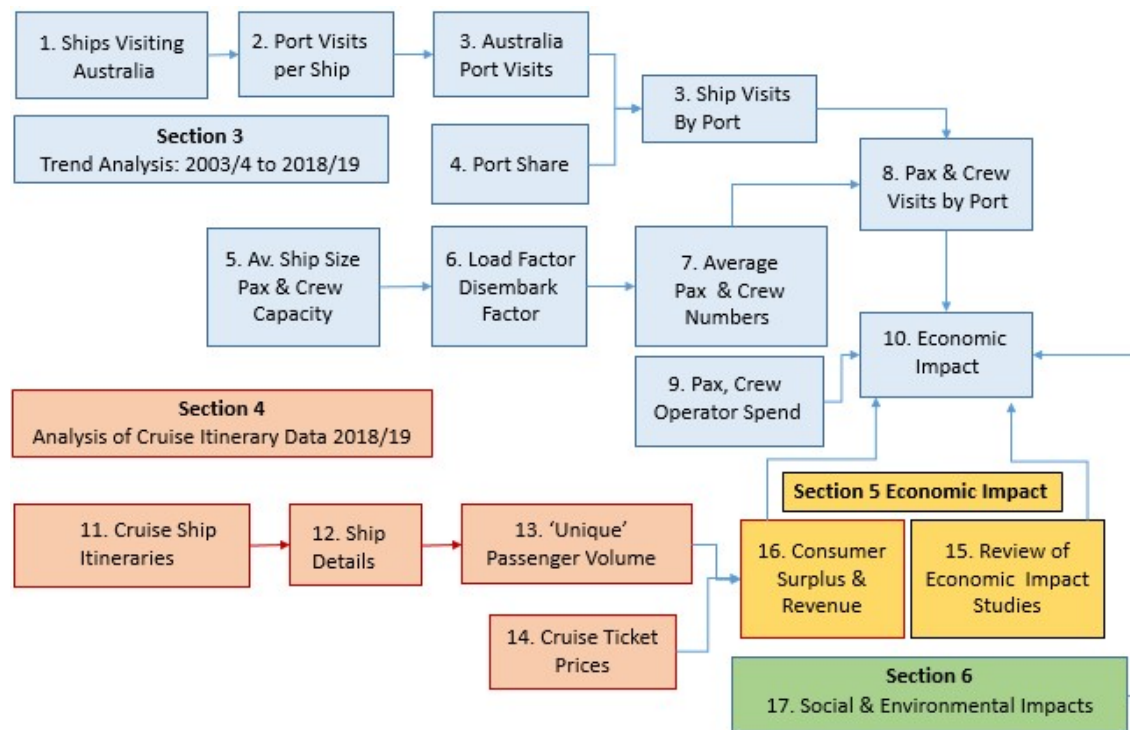 1. Ships Visiting
Australia
2. Port Visits
per Ship
3. Australia
Port Visits
3. Ship Visits
By Port
Section 3
Trend Analysis: 2003/4 to 2018/19
4. Port Share
8. Pax & Crew
Visits by Port
5. Av. Ship Size
Pax & Crew
Capacity
6. Load Factor
Disembark
Factor
7. Average
Pax & Crew
Numbers
10. Economic
Impact
9. Pax, Crew
Operator Spend
Section 4
Analysis of Cruise Itinerary Data 2018/19
Section 5 Economic Impact
11. Cruise Ship
Itineraries
12. Ship
Details
13. ‘Unique’
Passenger Volume
16. Consumer
Surplus &
Revenue
15. Review of
Economic Impact
Studies
14. Cruise Ticket
Prices
Section 6
17. Social & Environmental Impacts